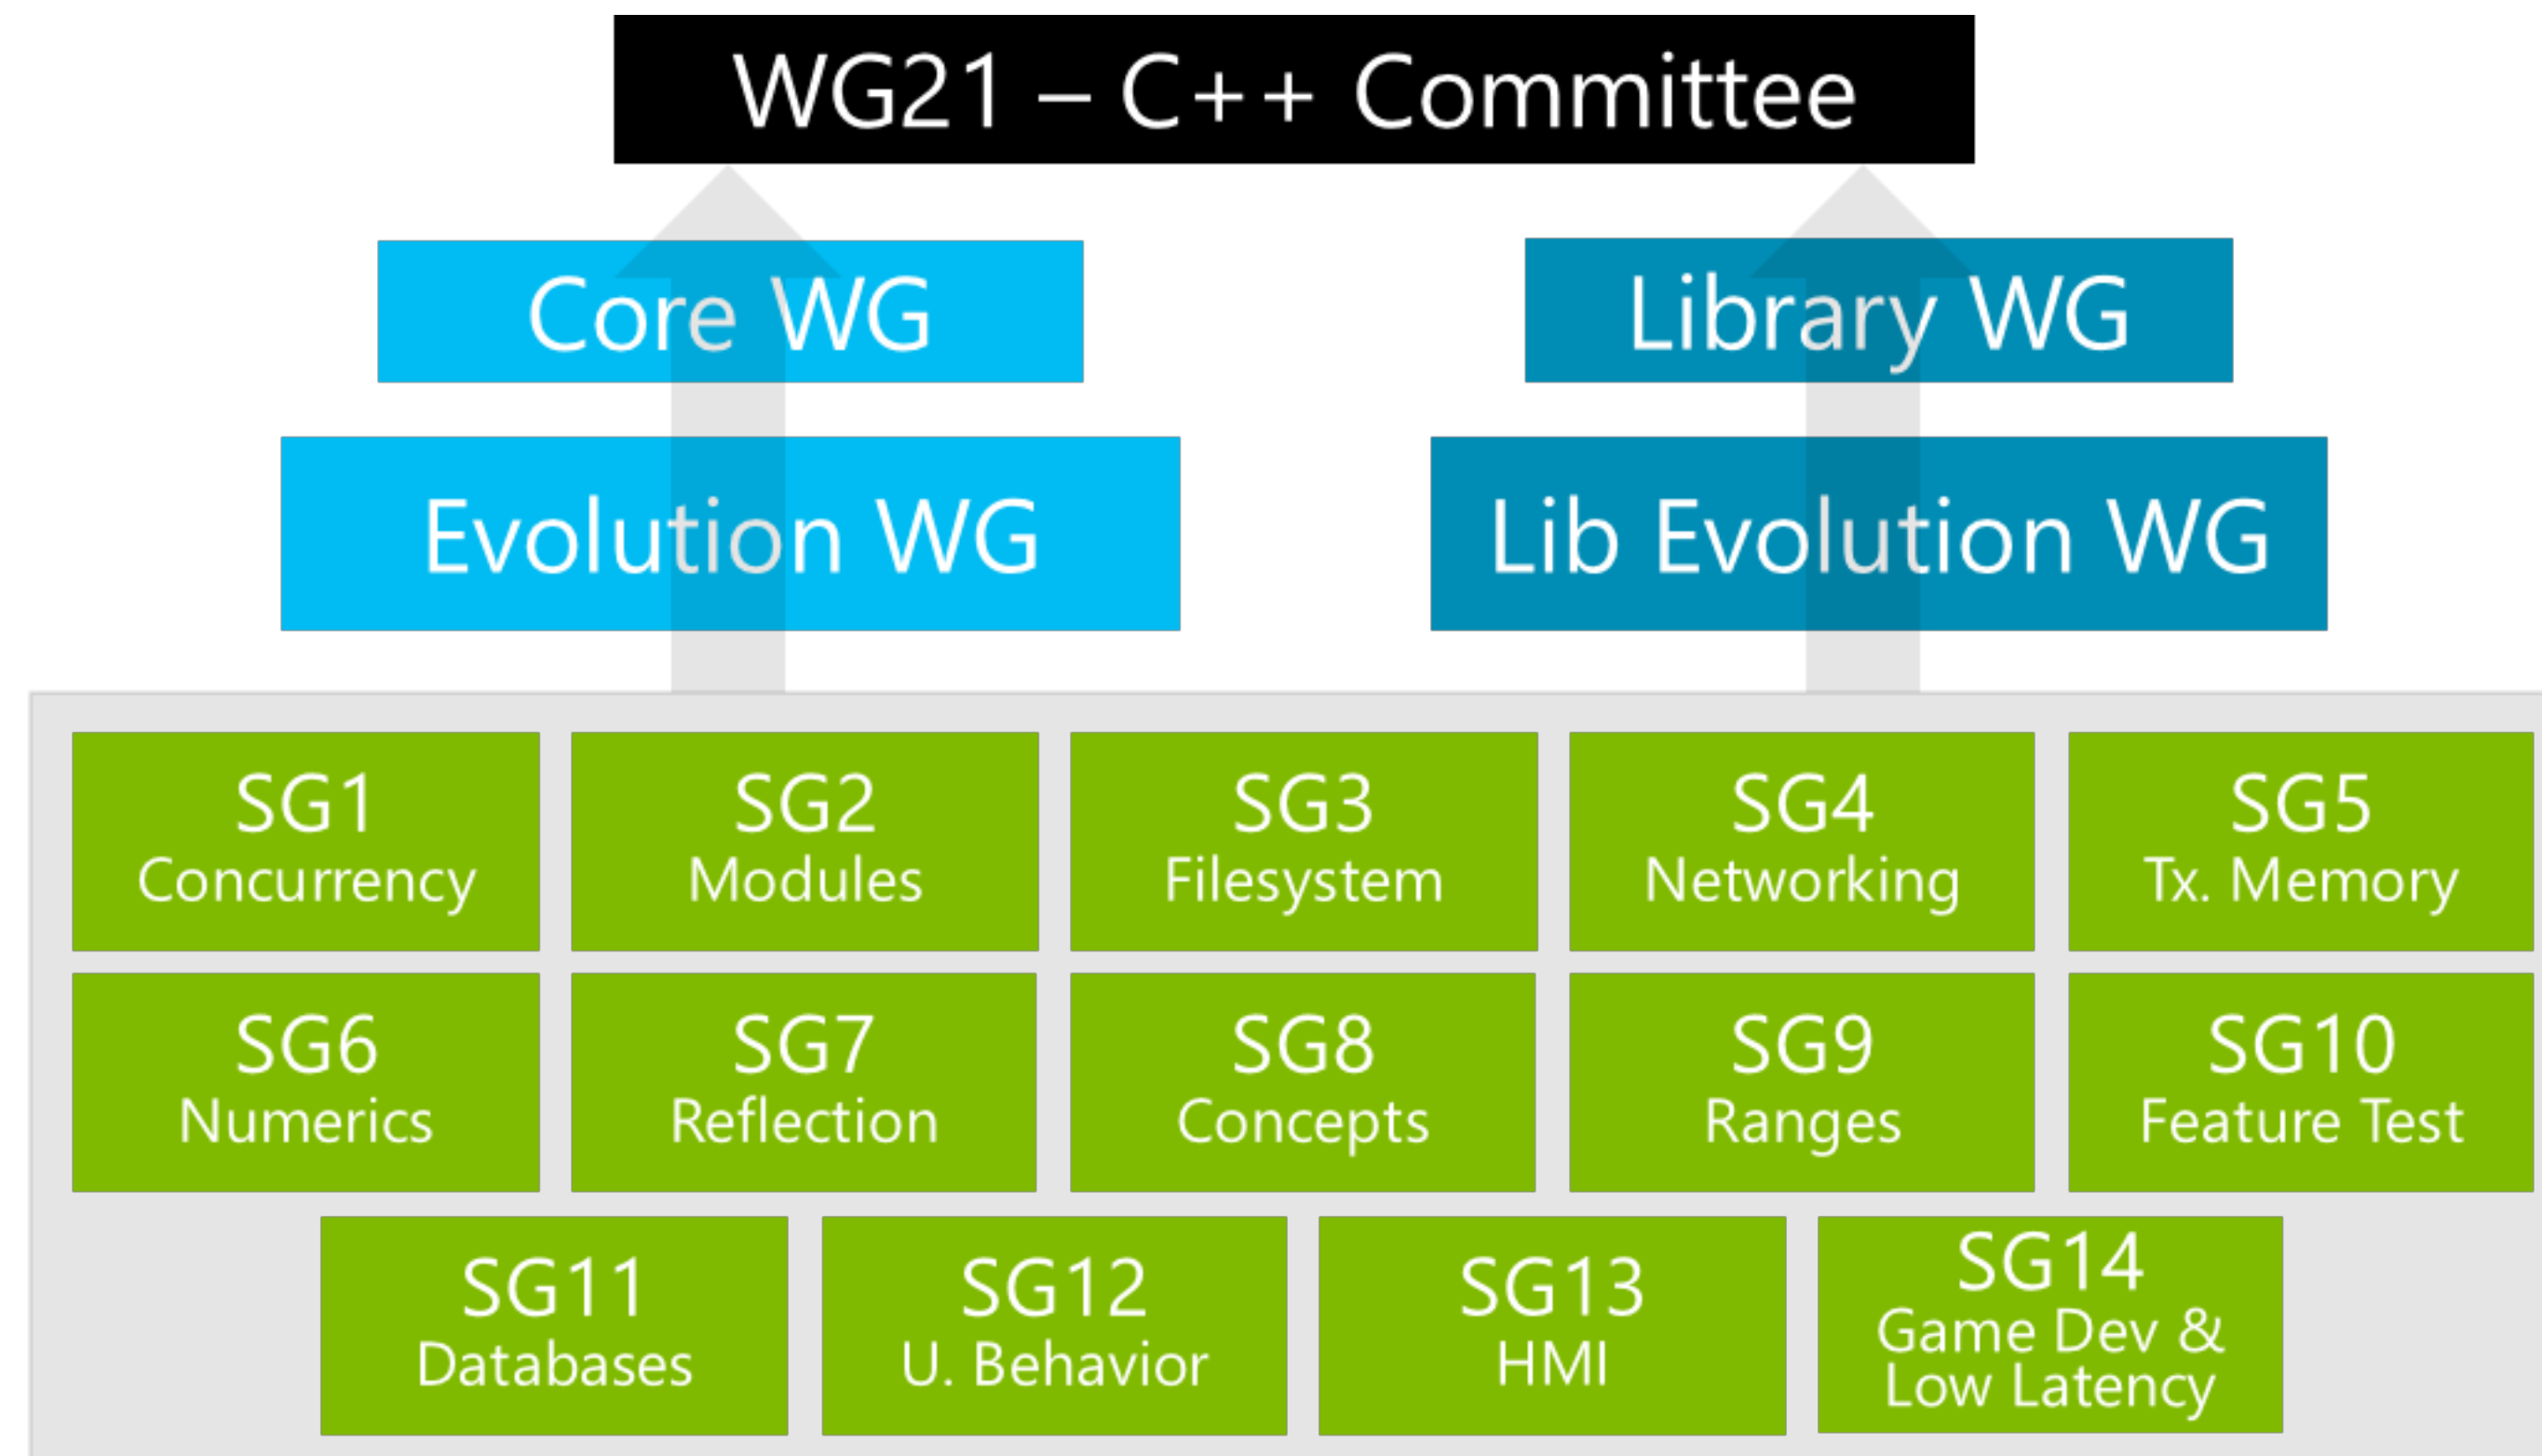 WG21 – C++ Committee
Core WG
Library WG
Evolution WG
Lib Evolution WG
SG1
Concurrency
SG2
Modules
SG3
Filesystem
SG4
Networking
SG5
Tx. Memory
SG6
Numerics
SG7
Reflection
SG8
Concepts
SG9
Ranges
SG10
Feature Test
SG11
Databases
SG12
U. Behavior
SG13
HMI
SG14
Game Dev &
Low Latency